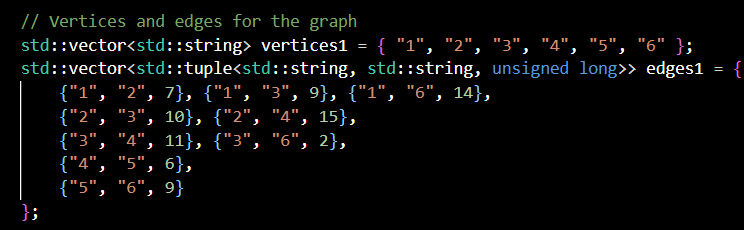 // Vertices and edges for the graph
std::vector<std::string> vertices1 = { "1", "2", "3", "4", "5", "6" };
std::vector<std::tuple<std::string, std::string, unsigned long>> edges1 = {
    {"1", "2", 7}, {"1", "3", 9}, {"1", "6", 14},
    {"2", "3", 10}, {"2", "4", 15},
    {"3", "4", 11}, {"3", "6", 2},
    {"4", "5", 6},
    {"5", "6", 9}
};